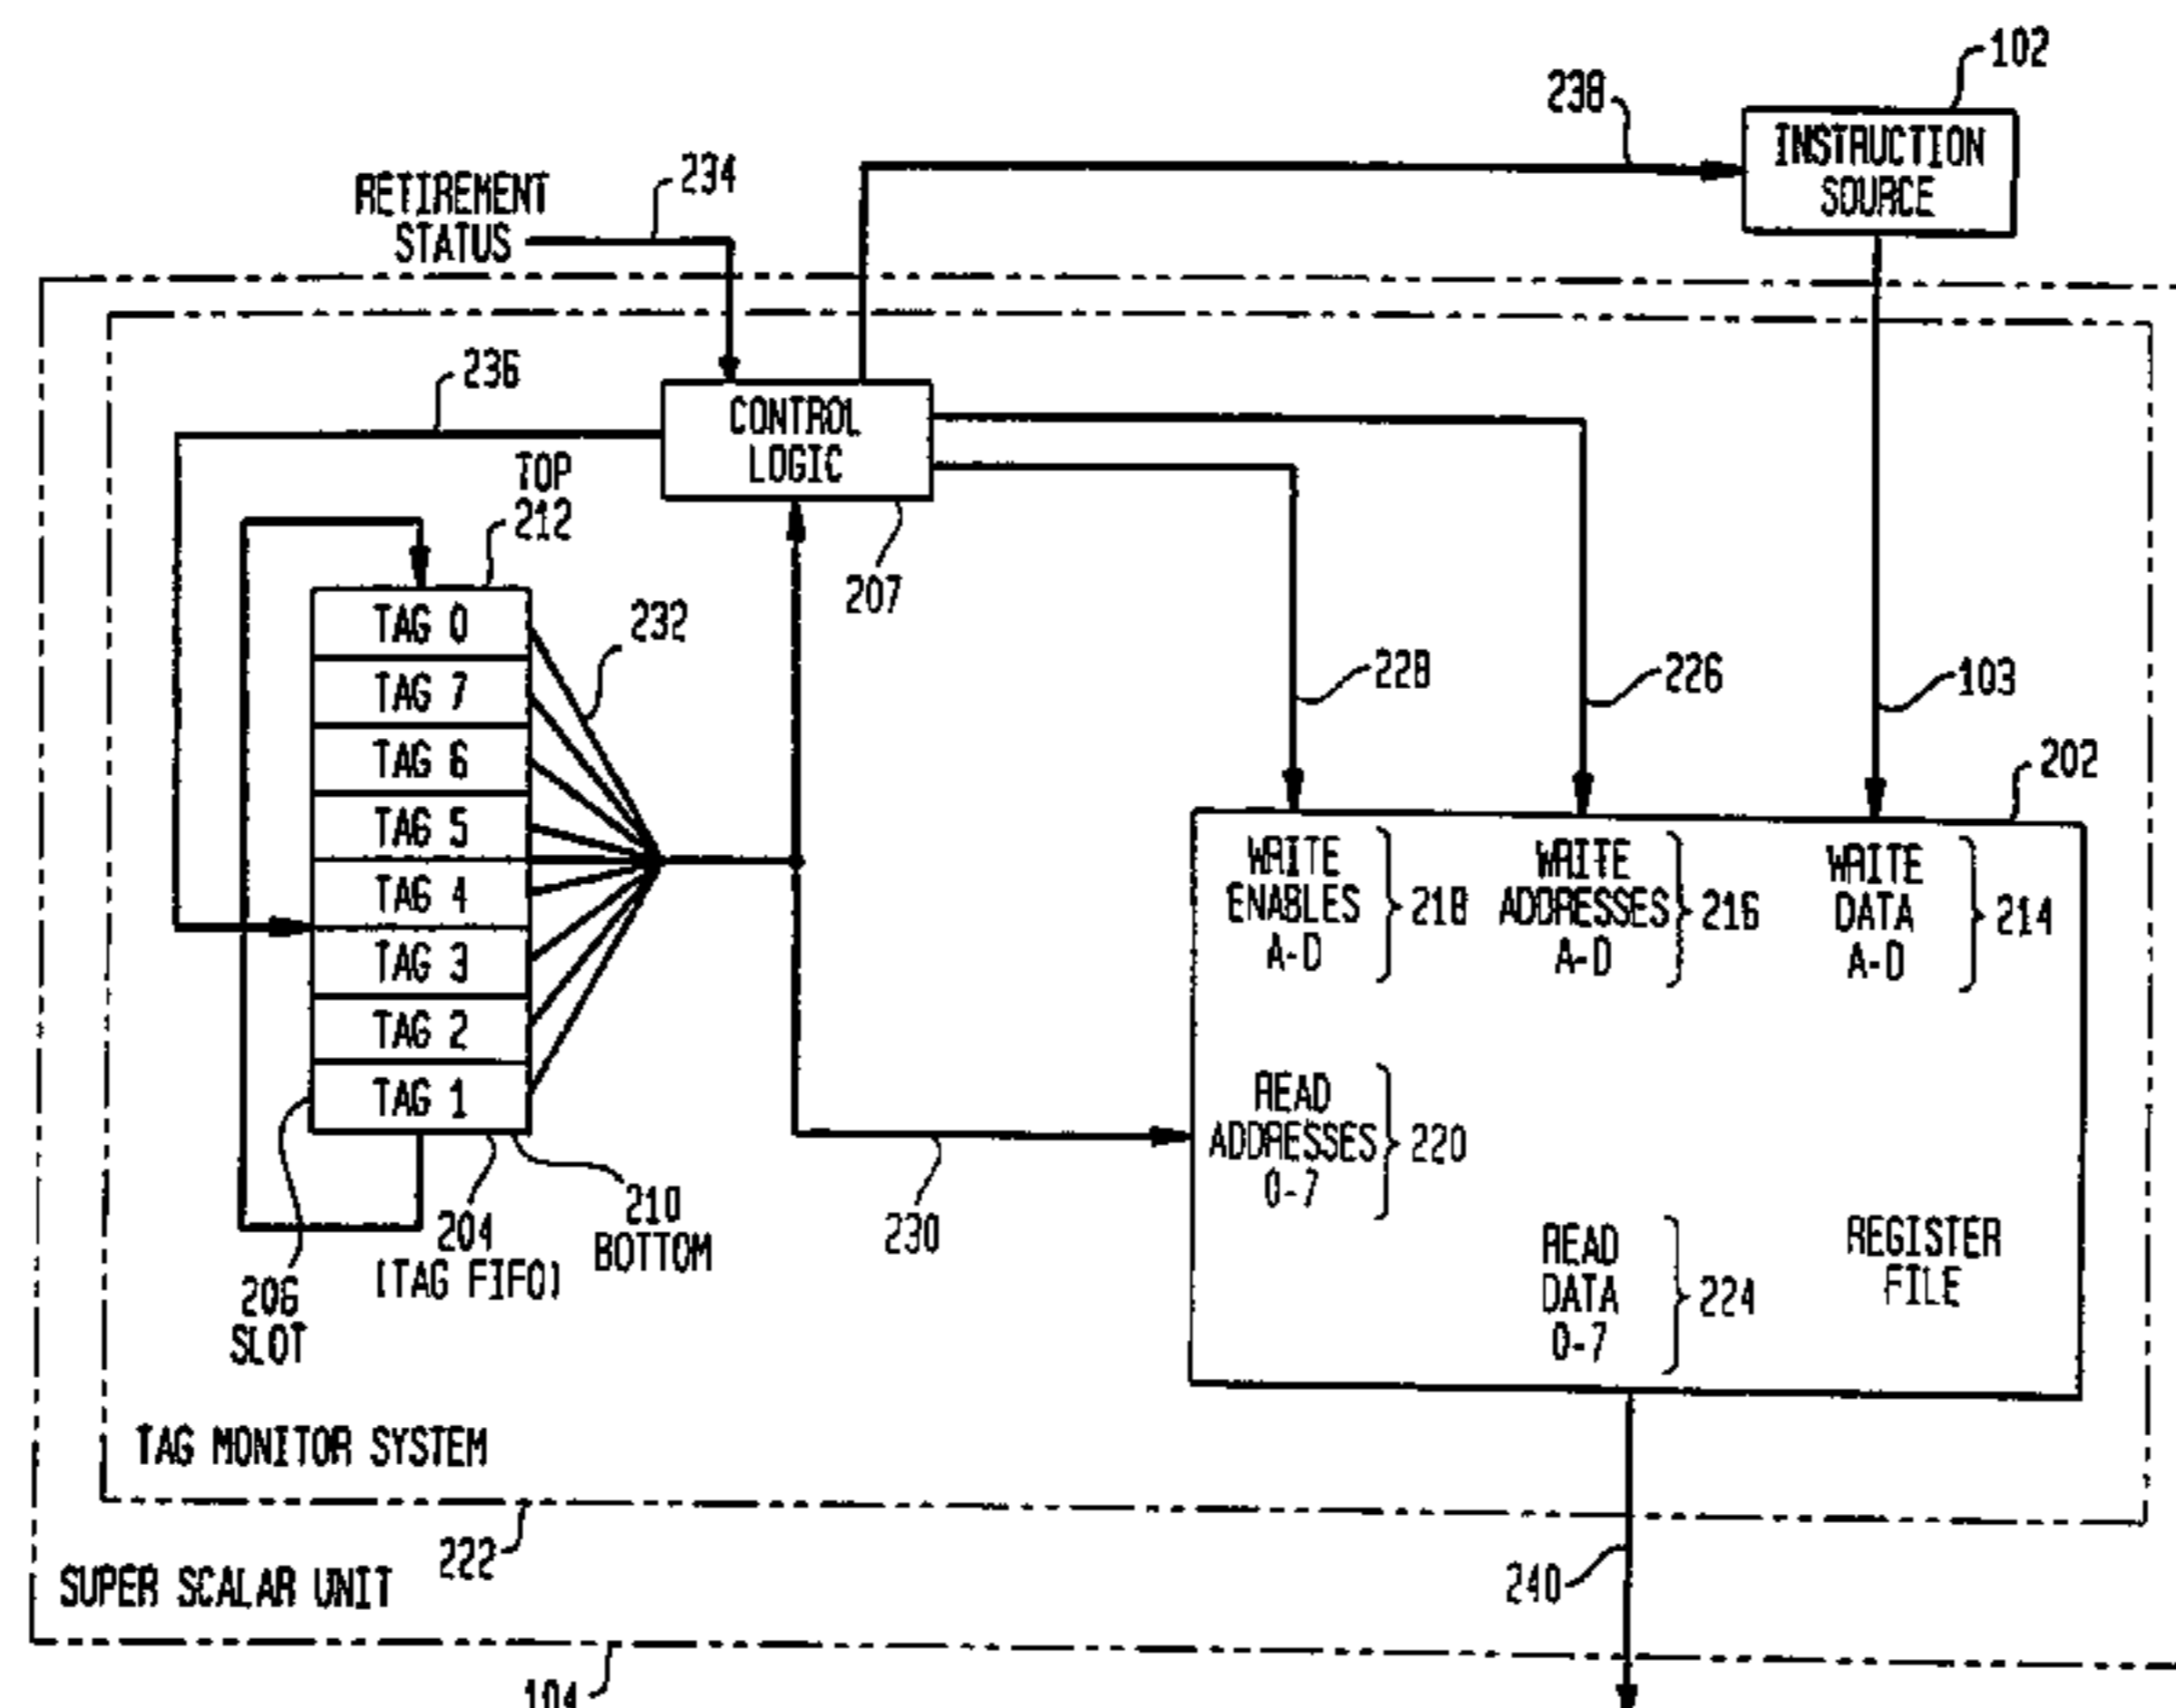 102
238
INSTRUCTION
SOURCE
234
RETIREMENT
STATUS
236
CONTROL
LOGIC
TOP
212
207
TAG 0
232
TAG 7
228
226
103
TAG 6
202
TAG 5
TAG 4
TAG 3
TAG 2
TAG 1
WRITE
ENABLES
A-D
218
WRITE
ADDRESSES
A-D
216
WRITE
DATA
A-D
214
READ
ADDRESSES
0-7
220
230
READ
DATA
0-7
224
REGISTER
FILE
204
(TAG FIFO)
210
BOTTOM
206
SLOT
TAG MONITOR SYSTEM
222
240
SUPER SCALAR UNIT
104